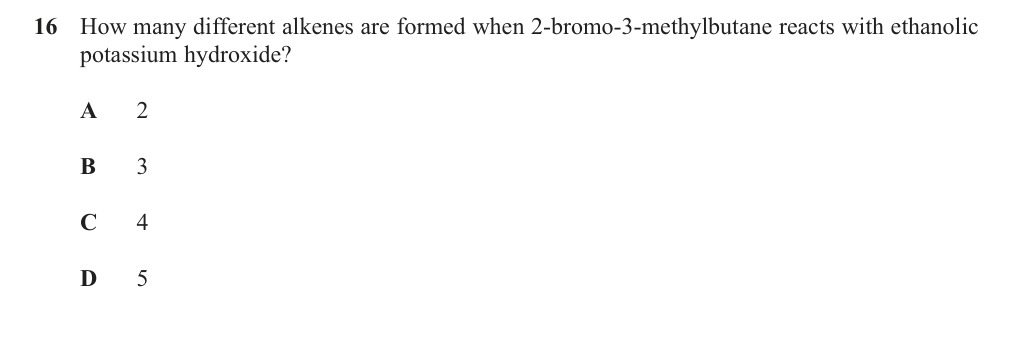 16 How many different alkenes are formed when 2-bromo-3-methylbutane reacts with ethanolic
potassium hydroxide?
A 2
B 3
C 4
D 5